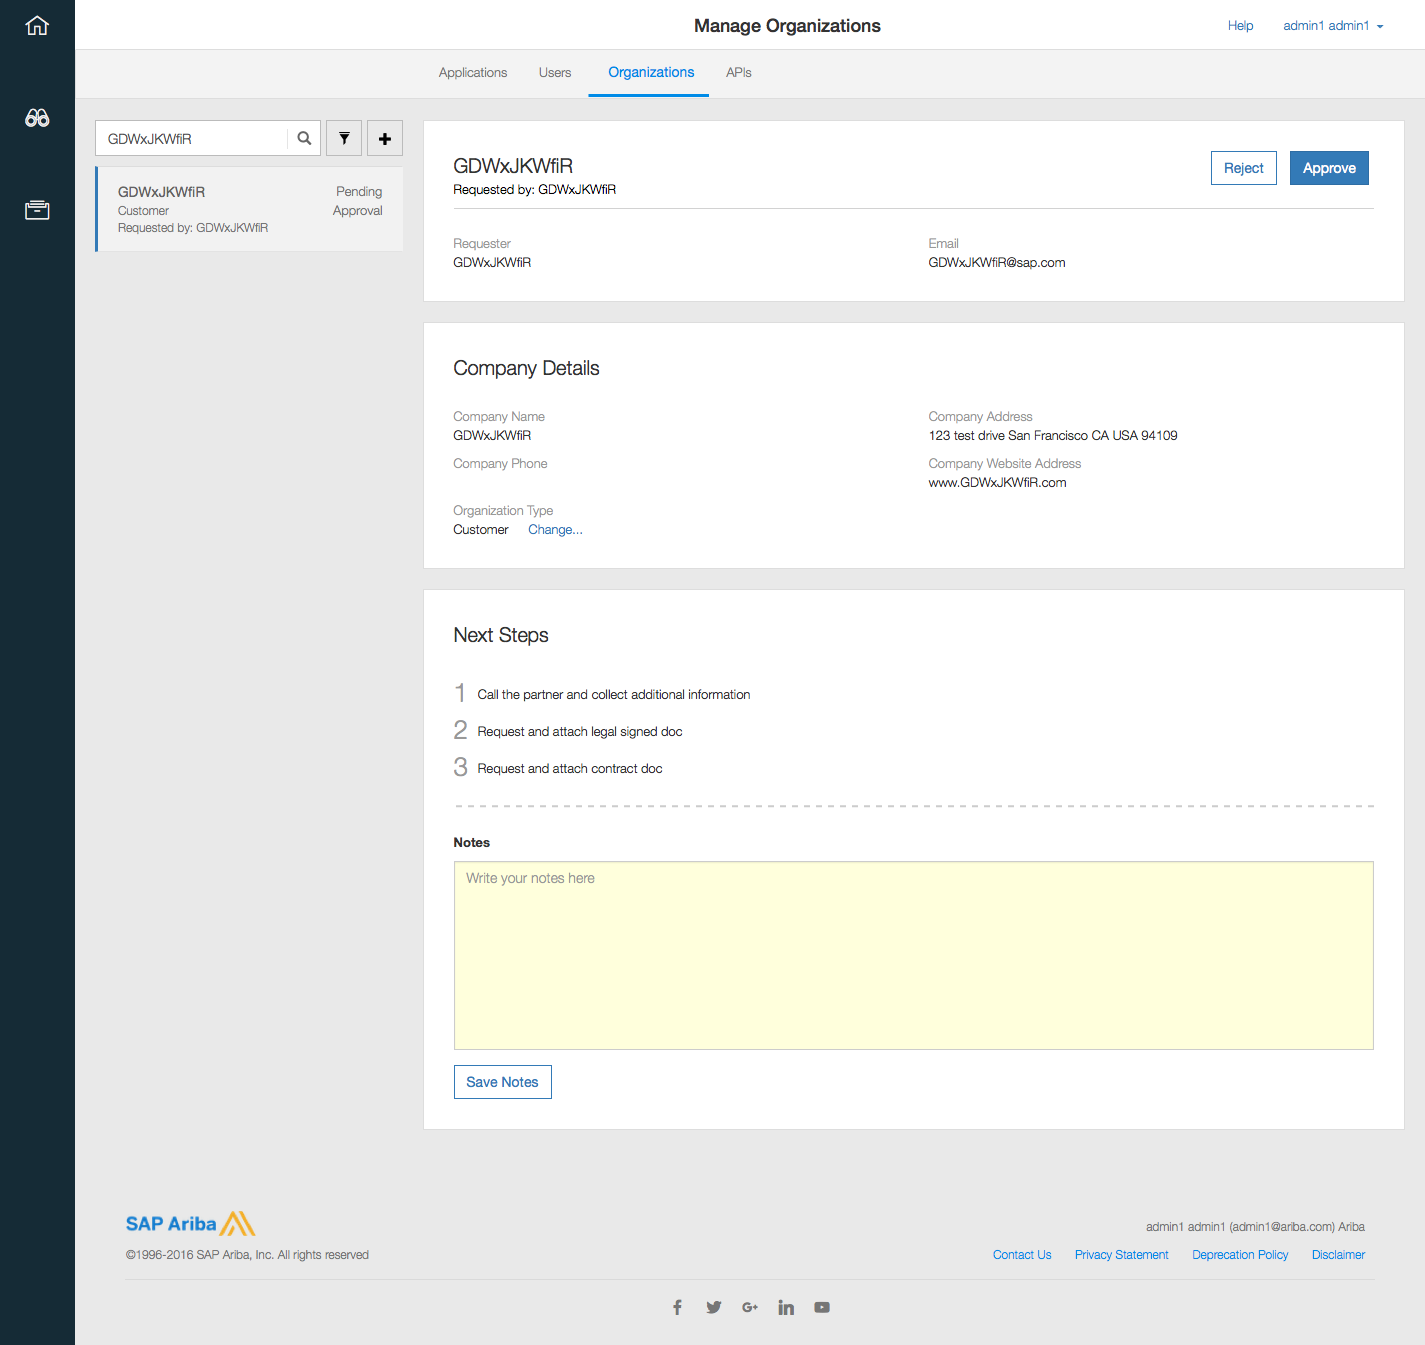 Manage Organizations
Help
admin1 admin1
Applications
Users
Organizations
APIs
GDWxJKWfiR
GDWxJKWfiR
Pending
Customer
Approval
Requested by: GDWxJKWfiR
GDWxJKWfiR
Requested by: GDWxJKWfiR
Reject
Approve
Requester
GDWxJKWfiR
Email
GDWxJKWfiR@sap.com
Company Details
Company Name
GDWxJKWfiR
Company Address
123 test drive San Francisco CA USA 94109
Company Phone
Company Website Address
www.GDWxJKWfiR.com
Organization Type
Customer
Change...
Next Steps
1 Call the partner and collect additional information
2 Request and attach legal signed doc
3 Request and attach contract doc
Notes
Write your notes here
Save Notes
SAP Ariba
©1996-2016 SAP Ariba, Inc. All rights reserved
admin1 admin1 (admin1@ariba.com) Ariba
Contact Us
Privacy Statement
Deprecation Policy
Disclaimer